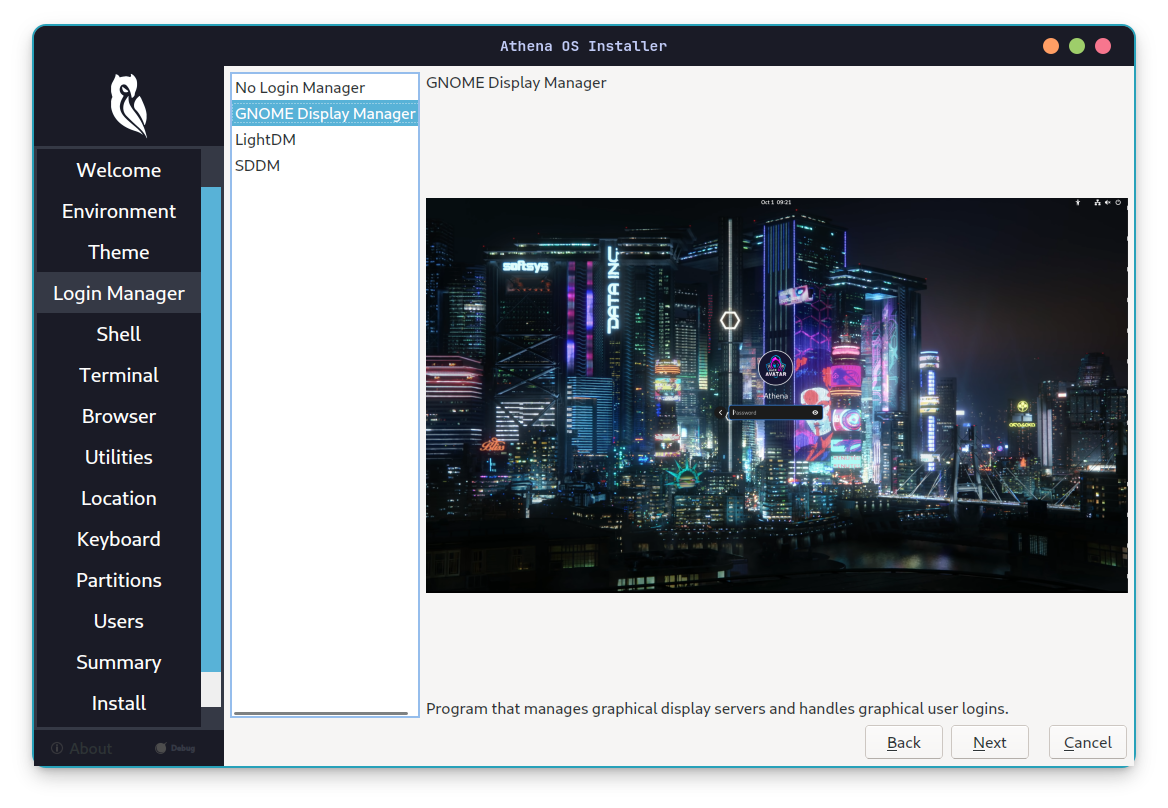 Athena OS Installer
Welcome
Environment
Theme
Login Manager
Shell
Terminal
Browser
Utilities
Location
Keyboard
Partitions
Users
Summary
Install
About
Debug
No Login Manager
GNOME Display Manager
LightDM
SDDM
GNOME Display Manager
Oct 1 09:21
softsys
DATA INC
AVATAR
Athena
Password
Program that manages graphical display servers and handles graphical user logins.
Back
Next
Cancel